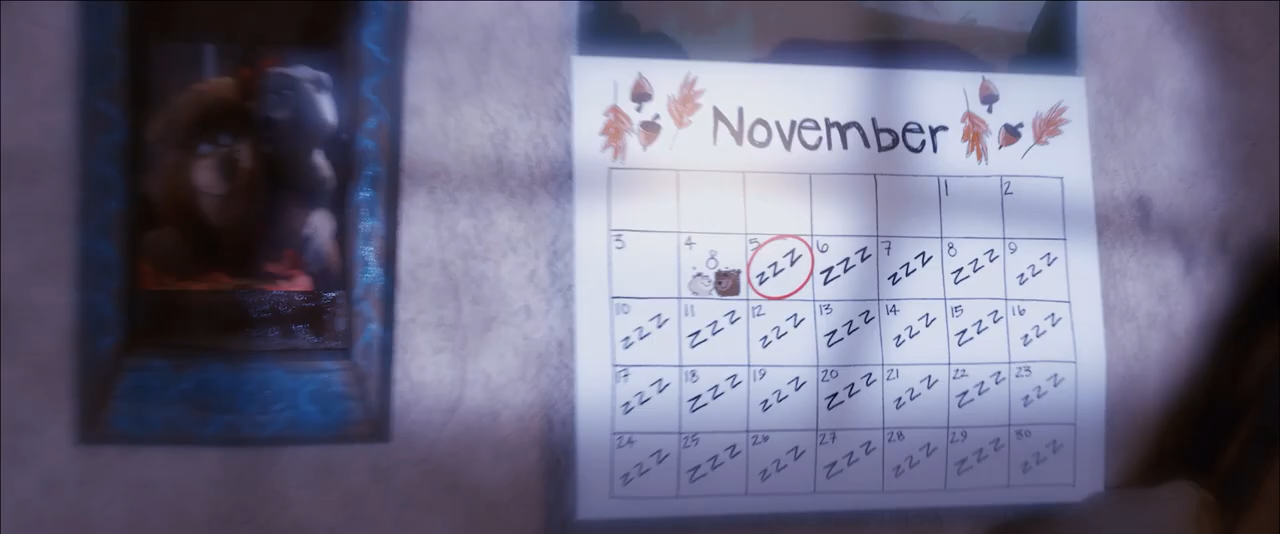 November
1 2
3 4 5 6 7 8 9
zzz zzz zzz zzz zzz
10 11 12 13 14 15 16
zzz zzz zzz zzz zzz zzz zzz
17 18 19 20 21 22 23
zzz zzz zzz zzz zzz zzz zzz
24 25 26 27 28 29 30
zzz zzz zzz zzz zzz zzz zzz